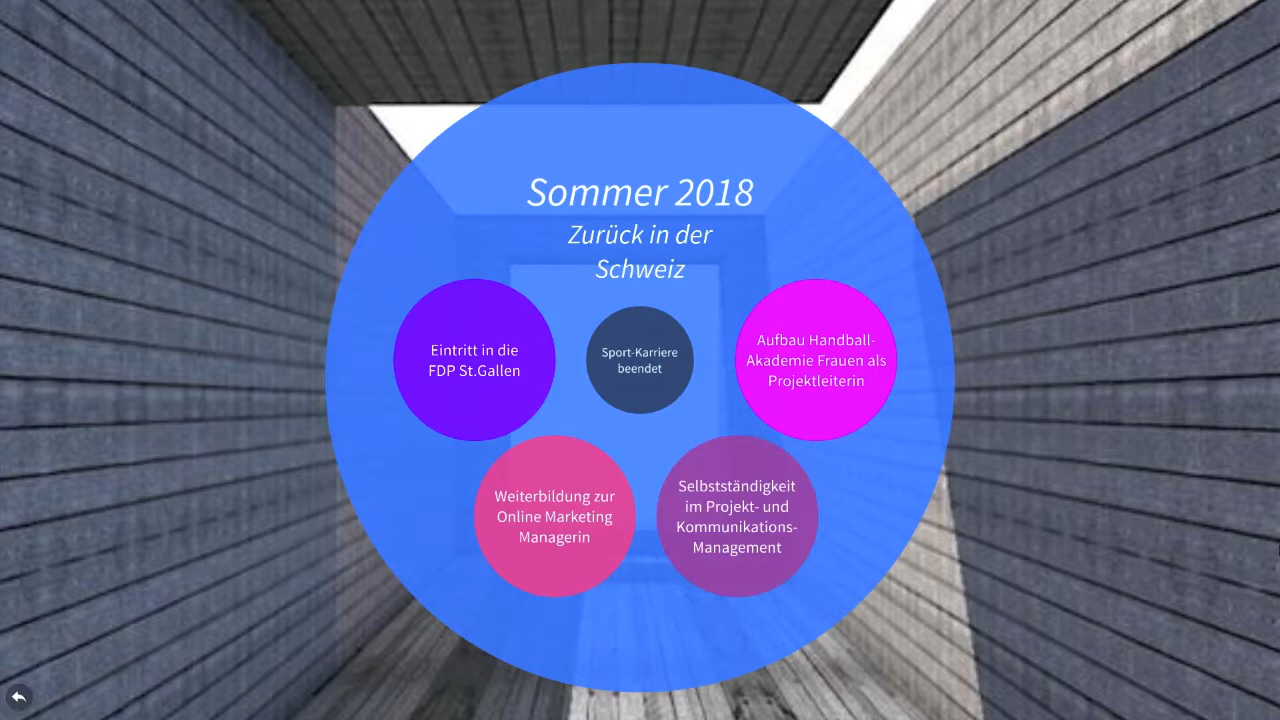 Sommer 2018
Zurück in der
Schweiz
Eintritt in die
FDP St.Gallen
Sport-Karriere
beendet
Aufbau Handball-
Akademie Frauen als
Projektleiterin
Weiterbildung zur
Online Marketing
Managerin
Selbstständigkeit
im Projekt- und
Kommunikations-
Management